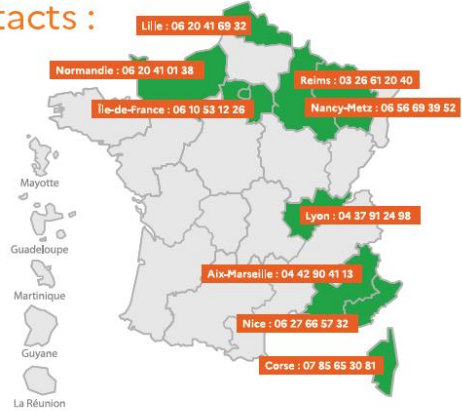 tacts :
Lille : 06 20 41 69 32
Normandie : 06 20 41 01 38
Reims : 03 26 61 20 40
Île-de-France : 06 10 53 12 26
Nancy-Metz : 06 56 69 39 52
Mayotte
Lyon : 04 37 91 24 98
Guadeloupe
Aix-Marseille : 04 42 90 41 13
Martinique
Nice : 06 27 66 57 32
Guyane
Corse : 07 85 65 30 81
La Réunion